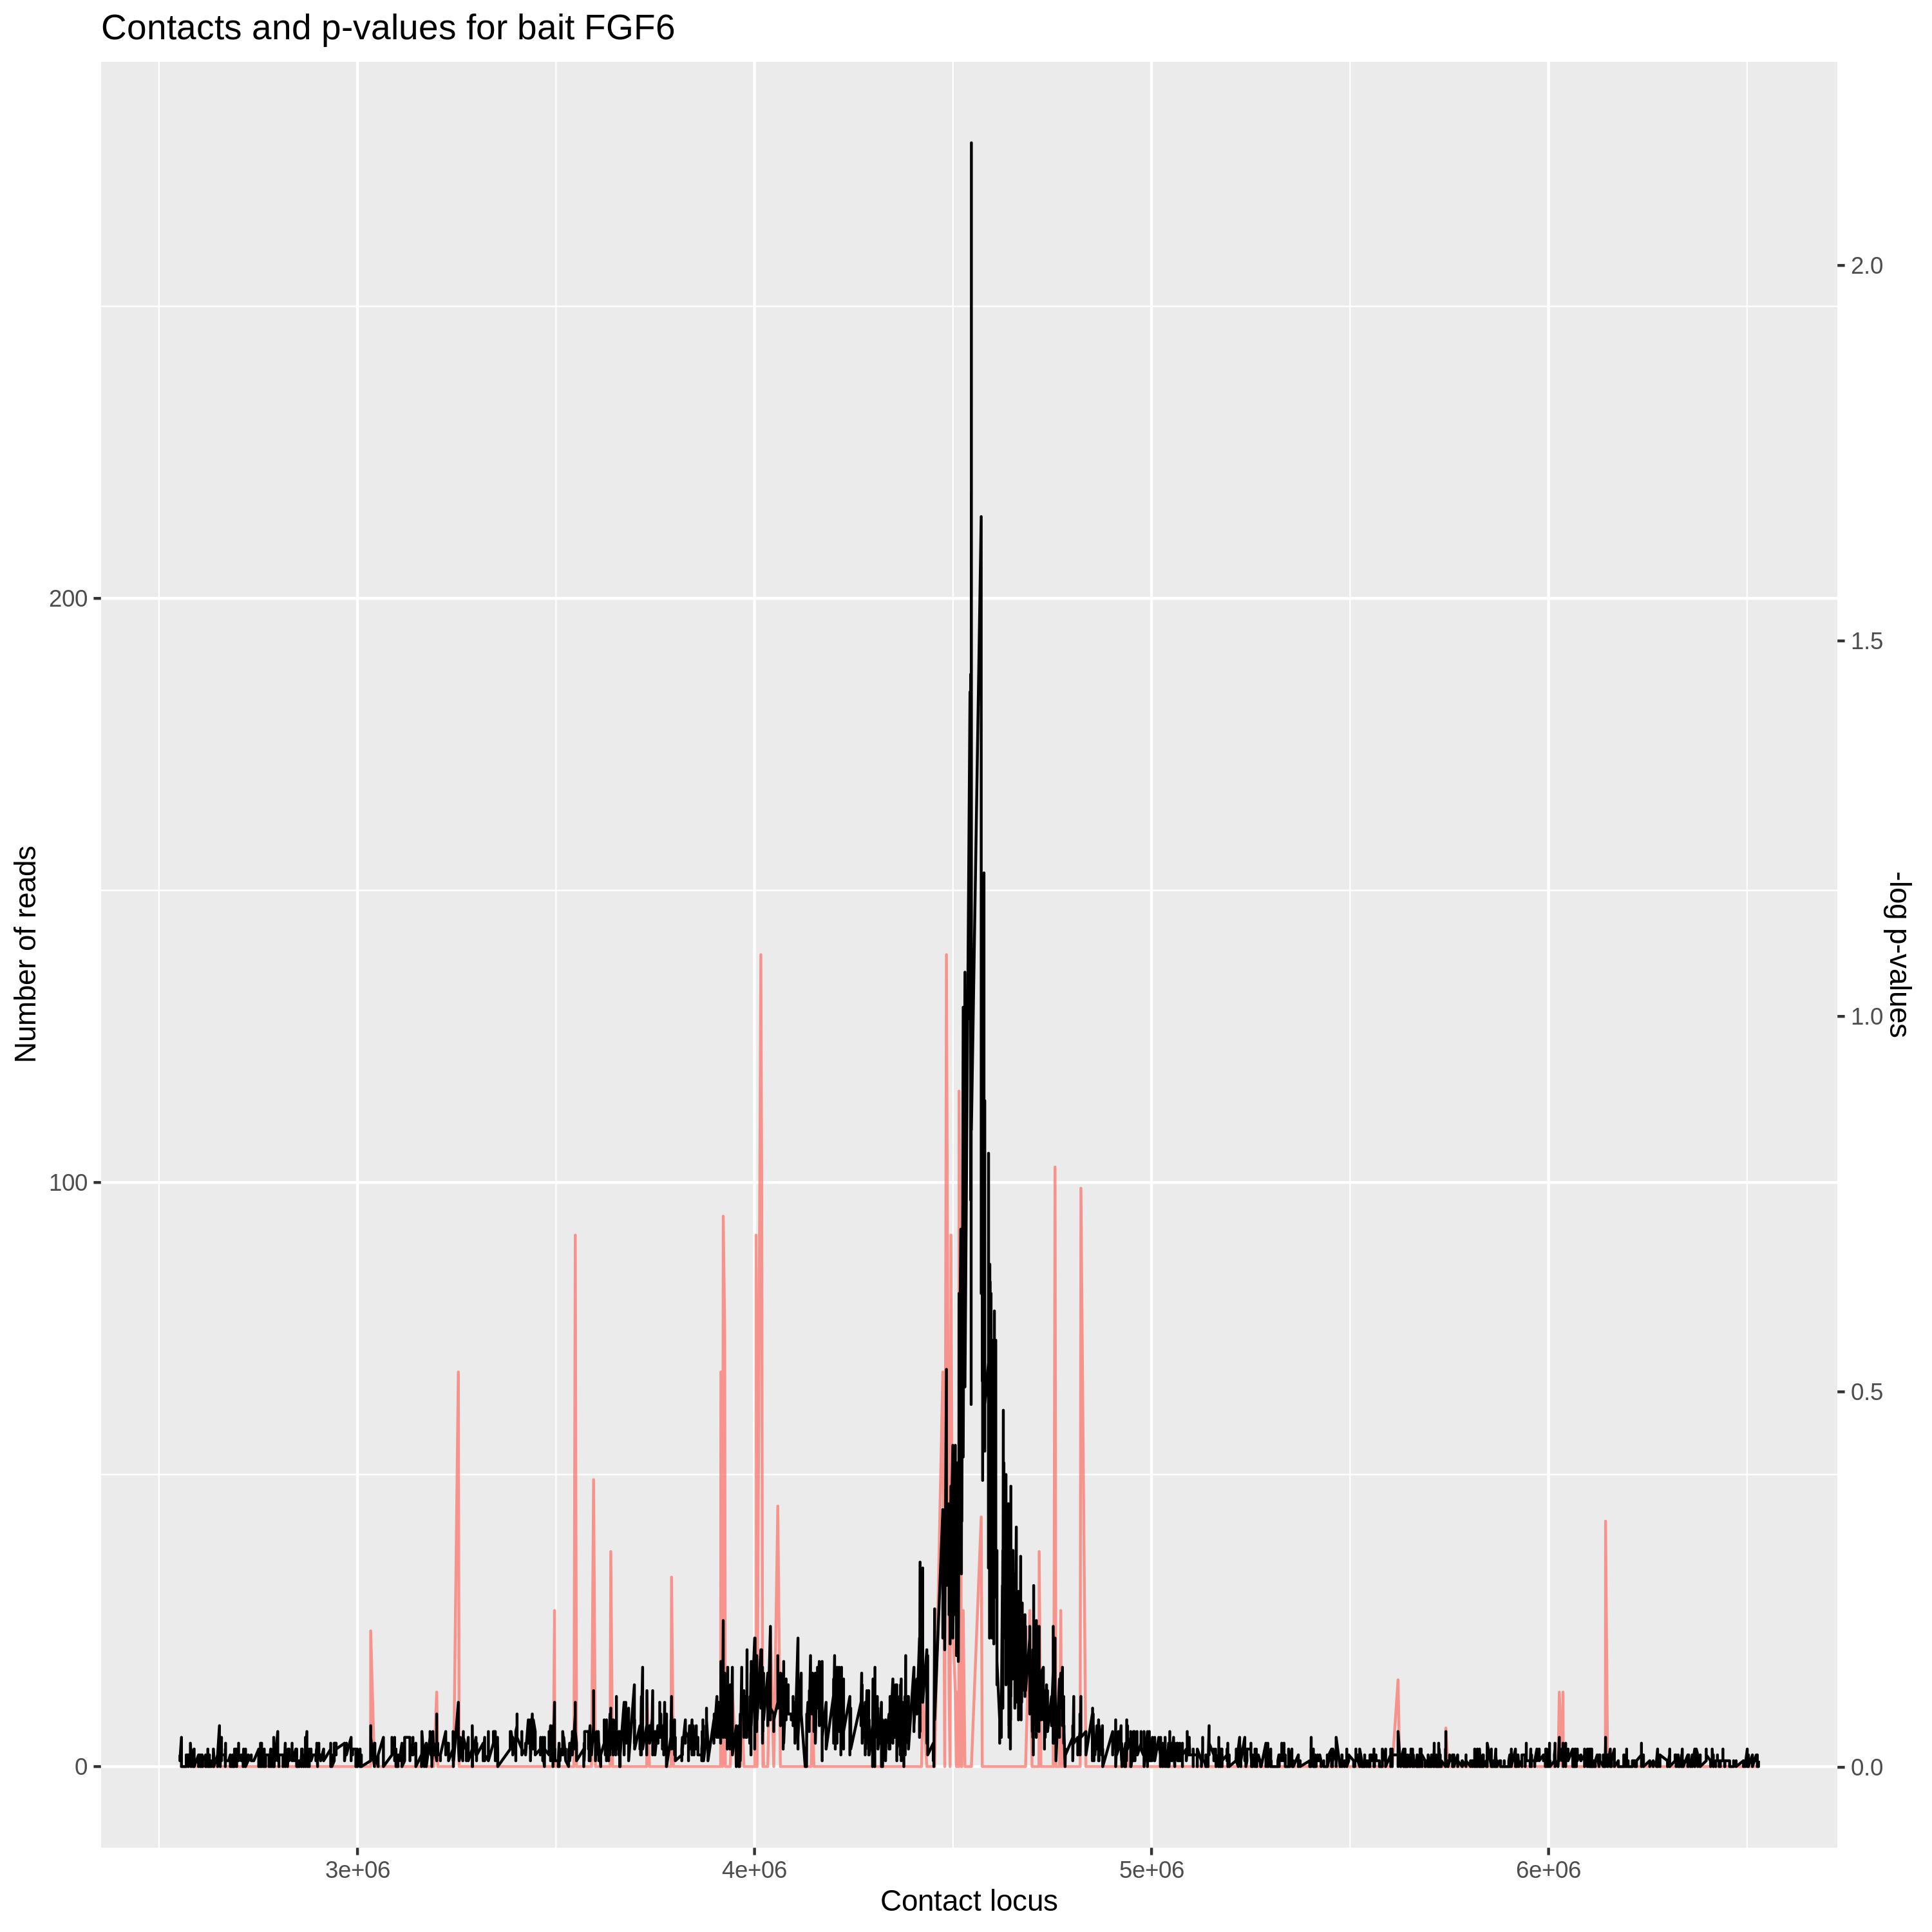 Contacts and p-values for bait FGF6
Number of reads
200
100
0
2.0
1.5
1.0
0.5
0.0
-log p-values
3e+06 4e+06 5e+06 6e+06
Contact locus